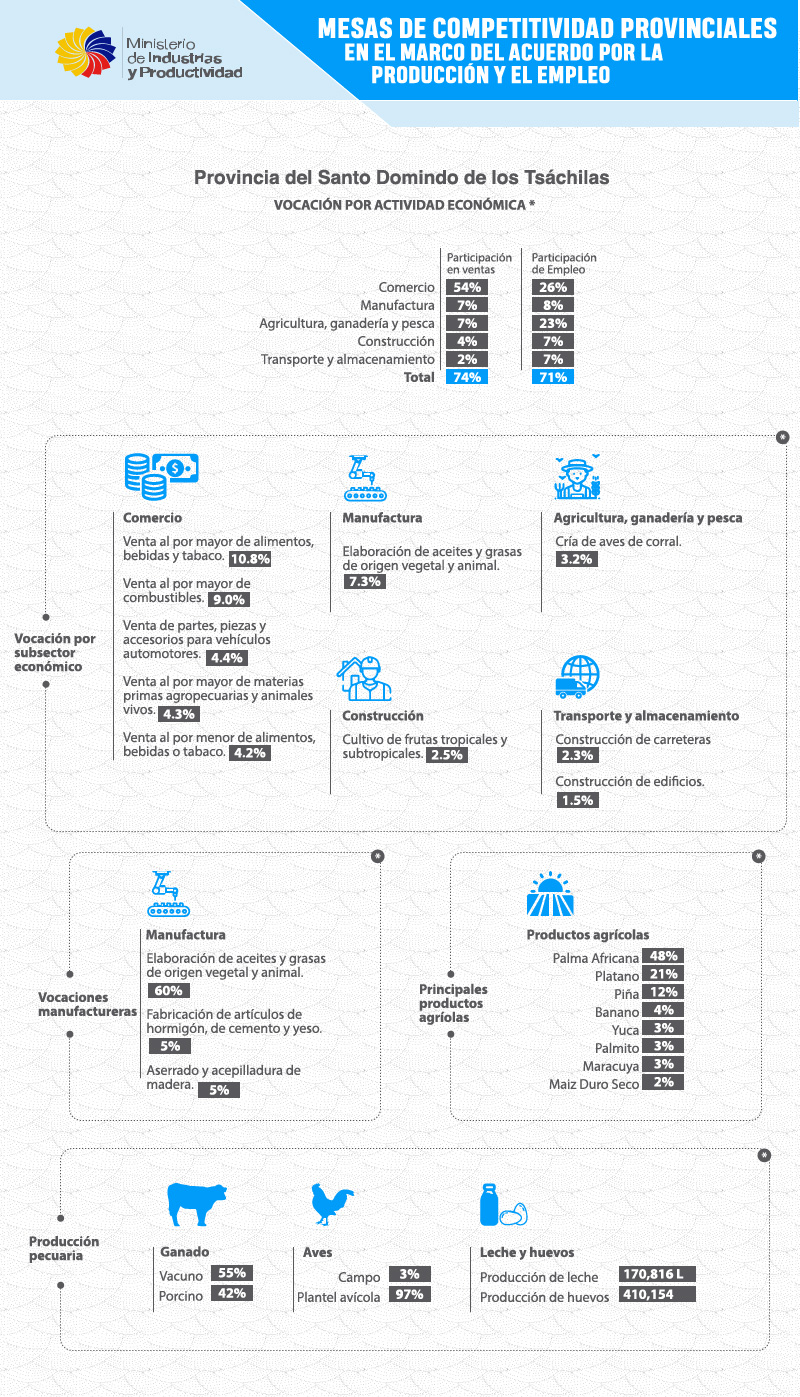 Ministerio
de Industrias
y Productividad
MESAS DE COMPETITIVIDAD PROVINCIALES
EN EL MARCO DEL ACUERDO POR LA
PRODUCCIÓN Y EL EMPLEO
Provincia del Santo Domindo de los Tsáchilas
VOCACIÓN POR ACTIVIDAD ECONÓMICA *
Participación
en ventas
Participación
de Empleo
Comercio 54% 26%
Manufactura 7% 8%
Agricultura, ganadería y pesca 7% 23%
Construcción 4% 7%
Transporte y almacenamiento 2% 7%
Total 74% 71%
*
Vocación por
subsector
económico
Comercio
Venta al por mayor de alimentos,
bebidas y tabaco. 10.8%
Venta al por mayor de
combustibles. 9.0%
Venta de partes, piezas y
accesorios para vehículos
automotores. 4.4%
Venta al por mayor de materias
primas agropecuarias y animales
vivos. 4.3%
Venta al por menor de alimentos,
bebidas o tabaco. 4.2%
Manufactura
Elaboración de aceites y grasas
de origen vegetal y animal.
7.3%
Agricultura, ganadería y pesca
Cría de aves de corral.
3.2%
Construcción
Cultivo de frutas tropicales y
subtropicales. 2.5%
Transporte y almacenamiento
Construcción de carreteras
2.3%
Construcción de edificios.
1.5%
*
Vocaciones
manufactureras
Manufactura
Elaboración de aceites y grasas
de origen vegetal y animal.
60%
Fabricación de artículos de
hormigón, de cemento y yeso.
5%
Aserrado y acepilladura de
madera. 5%
*
Principales
productos
agríolas
Productos agrícolas
Palma Africana 48%
Platano 21%
Piña 12%
Banano 4%
Yuca 3%
Palmito 3%
Maracuya 3%
Maiz Duro Seco 2%
*
Producción
pecuaria
Ganado
Vacuno 55%
Porcino 42%
Aves
Campo 3%
Plantel avícola 97%
Leche y huevos
Producción de leche 170,816 L
Producción de huevos 410,154